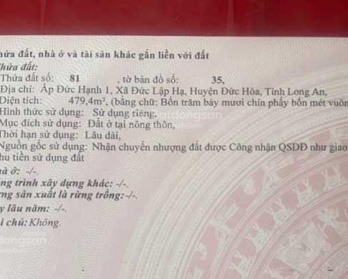 hửa đất, nhà ở và tài sản khác gắn liền với đất
Thửa đất:
Thửa đất số: 81 , tờ bản đồ số: 35,
Địa chỉ: Ấp Đức Hạnh 1, Xã Đức Lập Hạ, Huyện Đức Hòa, Tỉnh Long An,
Diện tích: 479,4m², (bằng chữ: Bốn trăm bảy mươi chín phẩy bốn mét vuôn
Hình thức sử dụng: Sử dụng riêng,
Mục đích sử dụng: Đất ở tại nông thôn,
Thời hạn sử dụng: Lâu dài,
Nguồn gốc sử dụng: Nhận chuyển nhượng đất được Công nhận QSDĐ như giao
hu tiền sử dụng đất
à ở: -/-.
ng trình xây dựng khác: -/-.
ng sản xuất là rừng trồng:-/-.
y lâu năm: -/-.
i chú:Không.